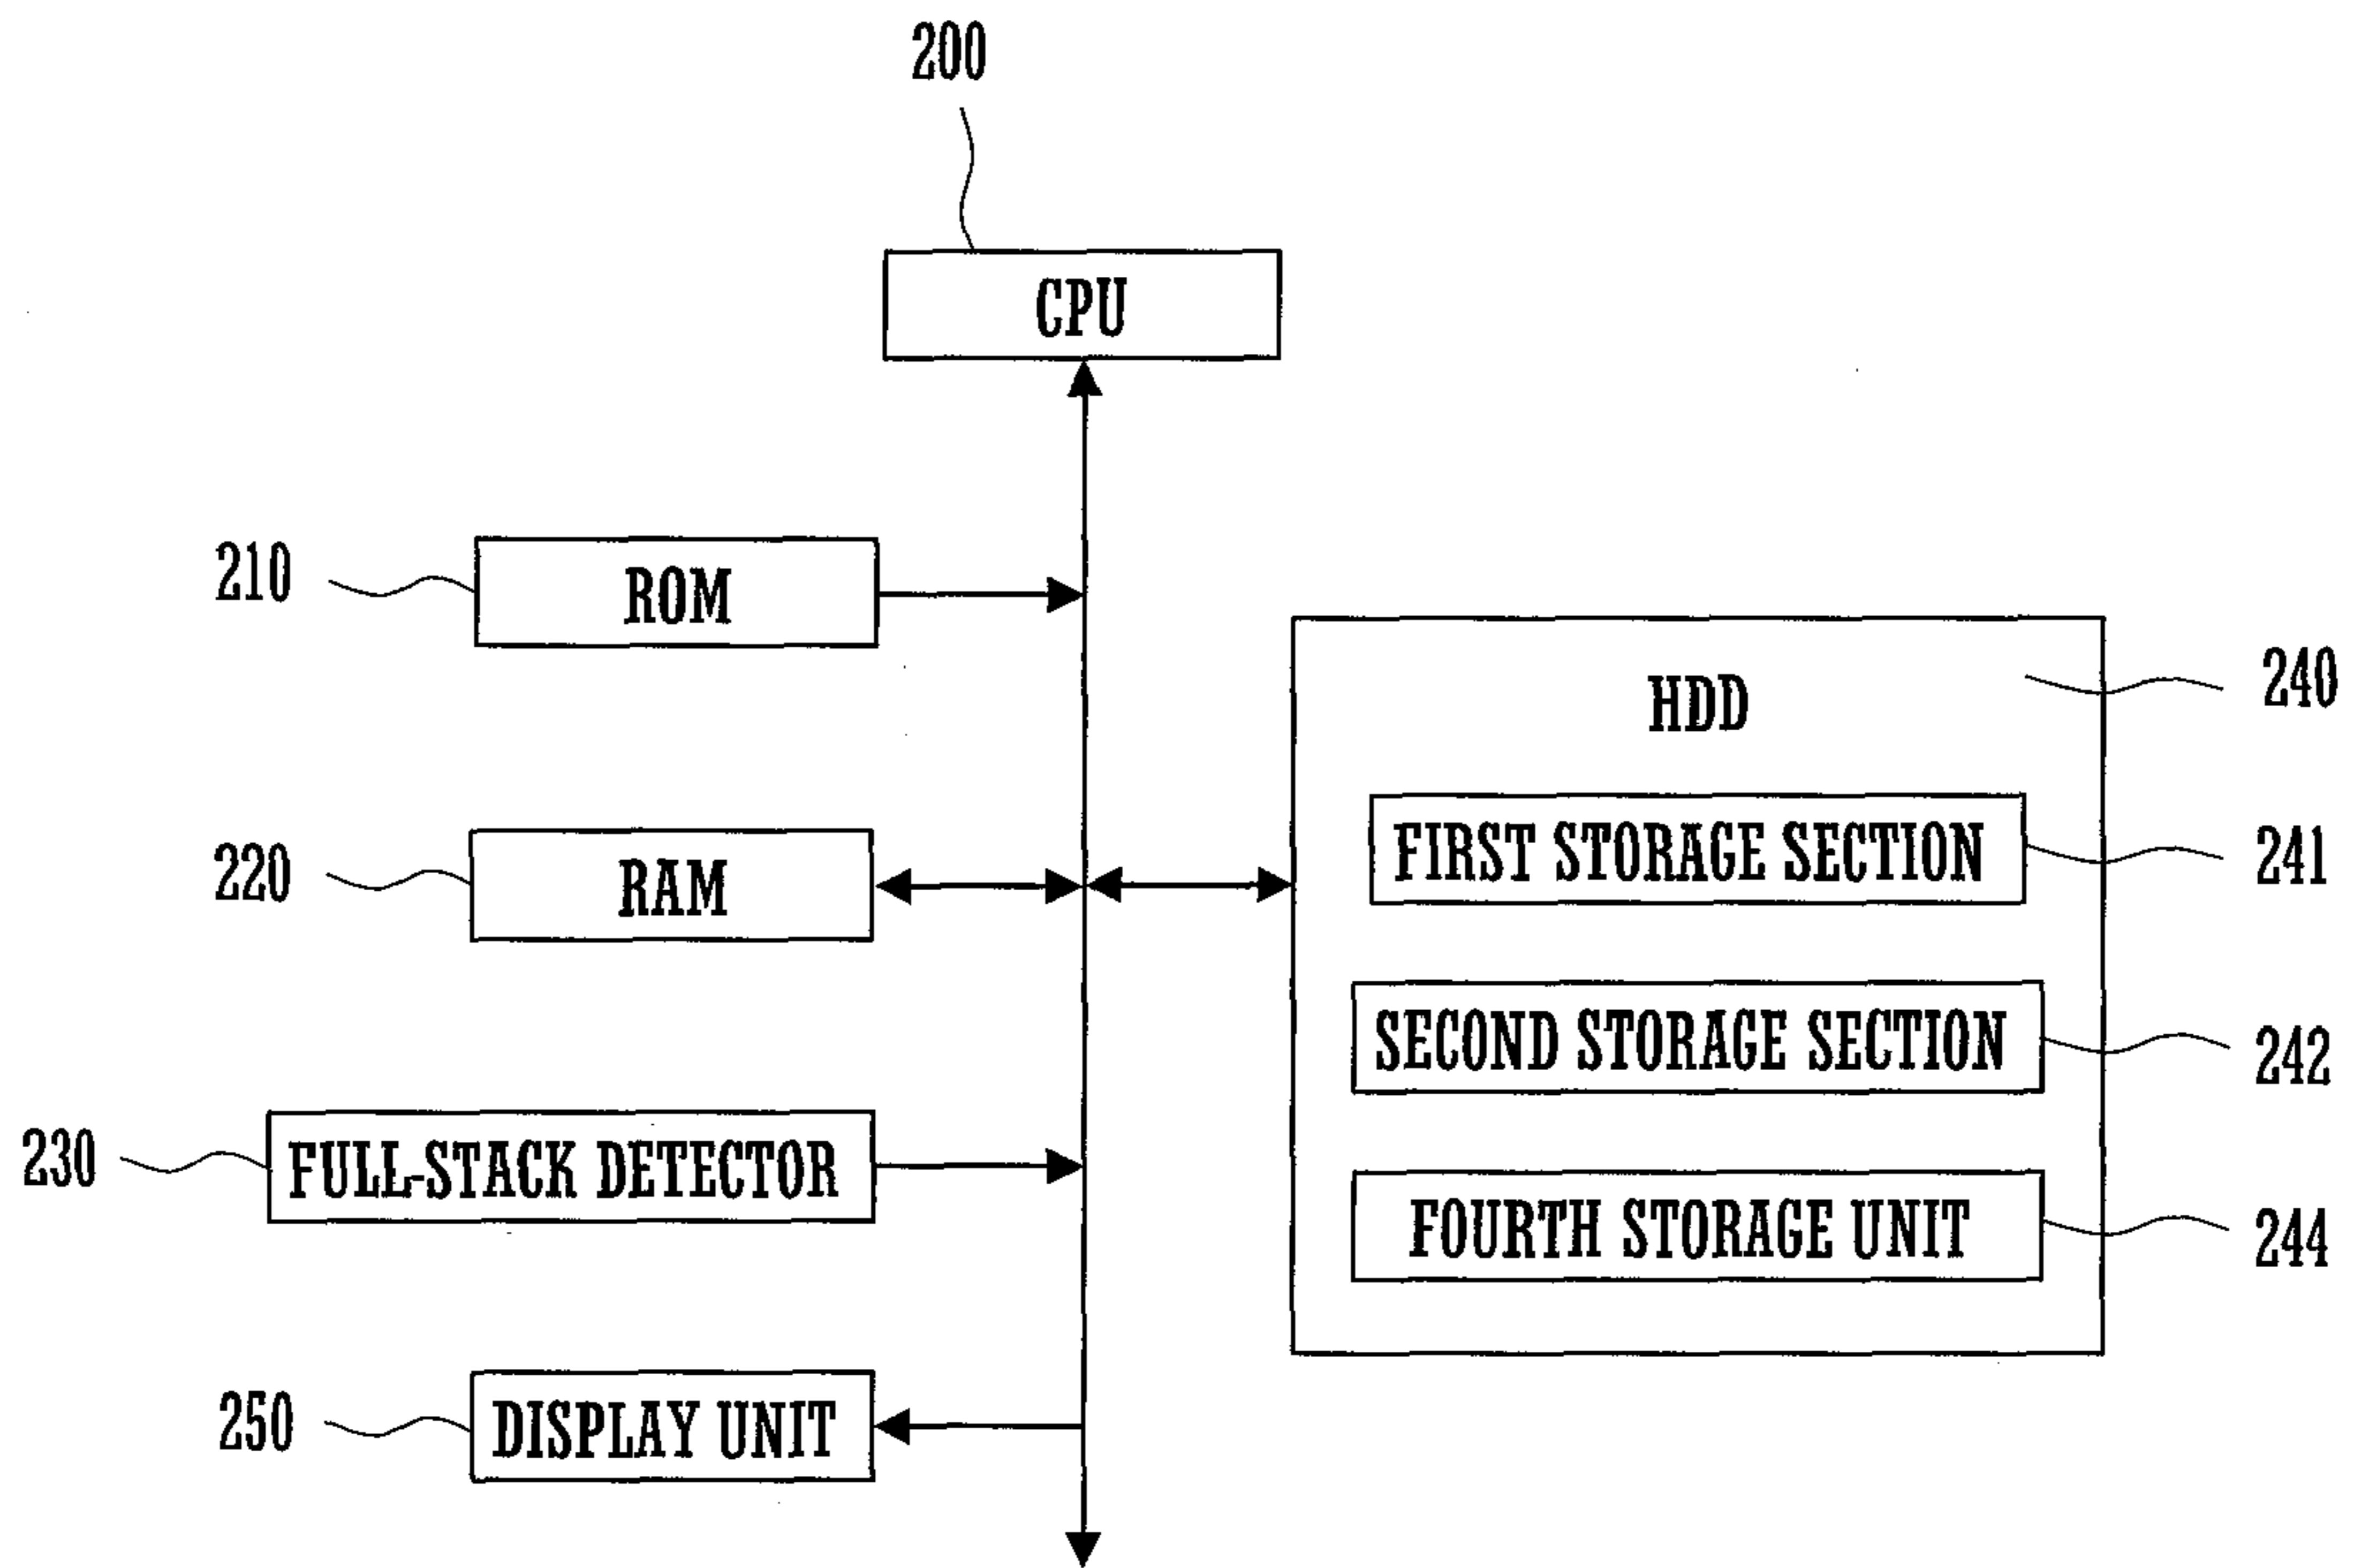 200
CPU
210
ROM
HDD
240
220
RAM
FIRST STORAGE SECTION
241
SECOND STORAGE SECTION
242
230
FULL-STACK DETECTOR
FOURTH STORAGE UNIT
244
250
DISPLAY UNIT